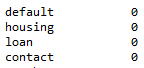 default 0
housing 0
loan 0
contact 0